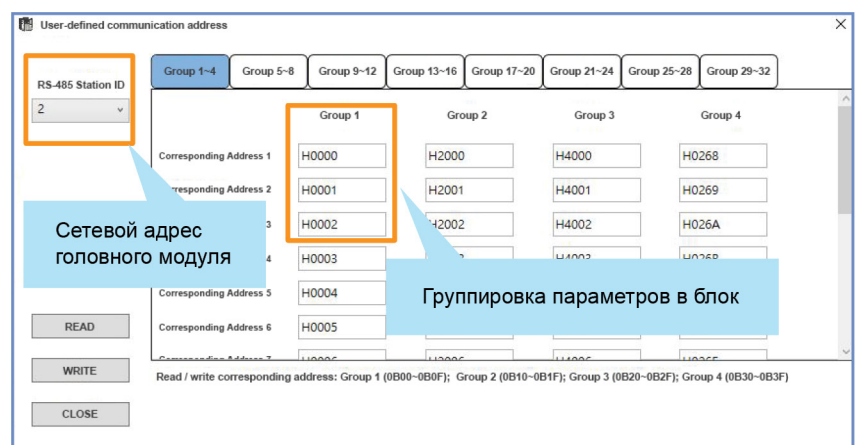 User-defined communication address
RS-485 Station ID
2
Group 1~4 Group 5~8 Group 9~12 Group 13~16 Group 17~20 Group 21~24 Group 25~28 Group 29~32
Group 1 Group 2 Group 3 Group 4
Corresponding Address 1 H0000 H2000 H4000 H0268
Corresponding Address 2 H0001 H2001 H4001 H0269
3 H0002 H2002 H4002 H026A
4 H0003
Corresponding Address 5 H0004
Corresponding Address 6 H0005
Сетевой адрес
головного модуля
Группировка параметров в блок
READ
WRITE
CLOSE
Read / write corresponding address: Group 1 (0B00~0B0F); Group 2 (0B10~0B1F); Group 3 (0B20~0B2F); Group 4 (0B30~0B3F)